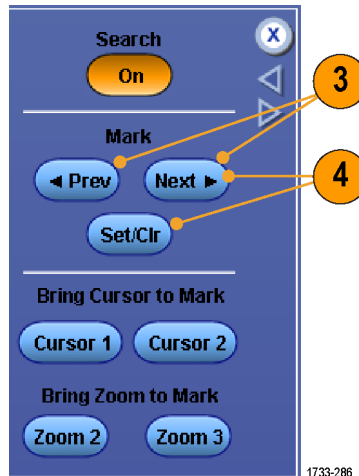 Search
X
On
3
Mark
◄ Prev Next ►
4
Set/Clr
Bring Cursor to Mark
Cursor 1 Cursor 2
Bring Zoom to Mark
Zoom 2 Zoom 3
1733-286